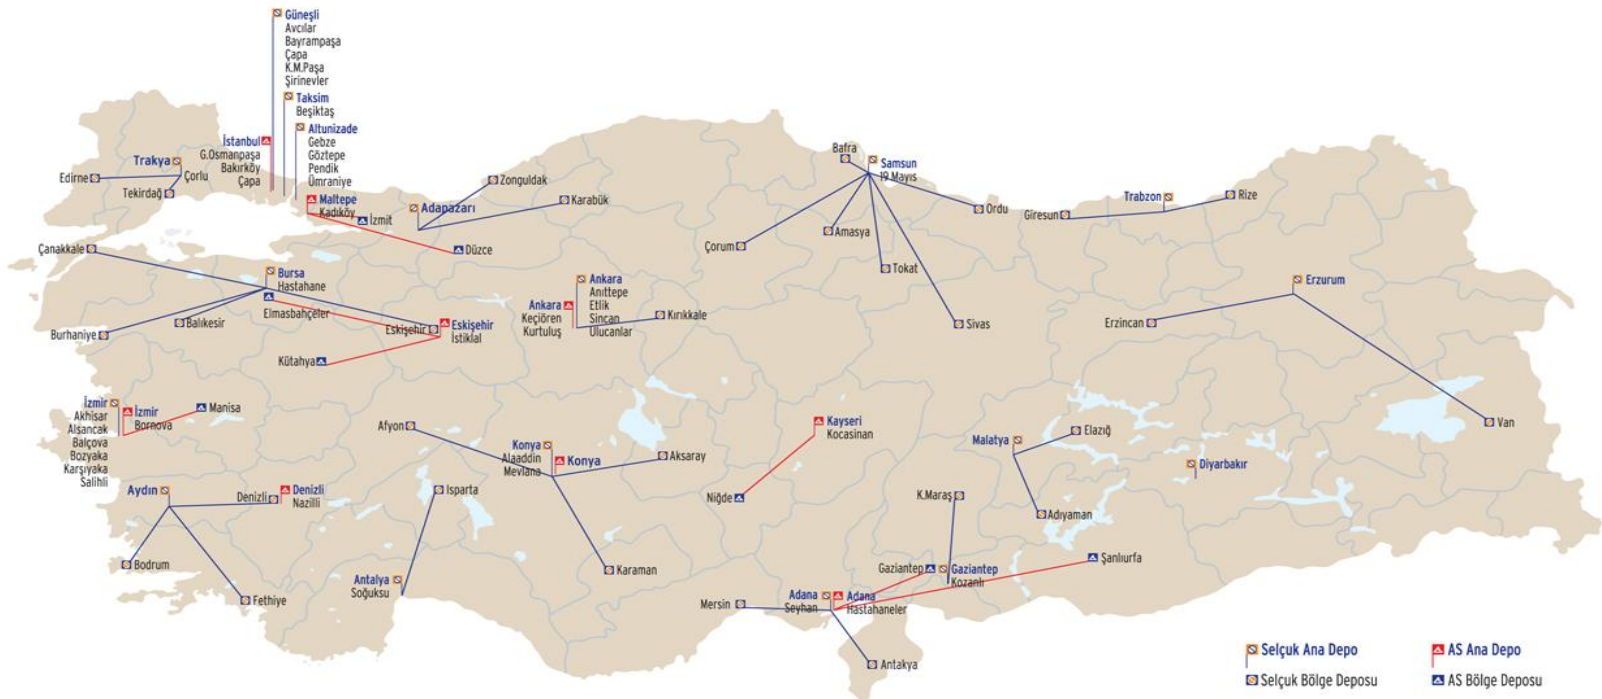 Güneşli
Avcılar
Bayrampaşa
Çapa
K.M.Paşa
Şirinevler
Taksim
Beşiktaş
Altunizade
Gebze
Göztepe
Pendik
Ümraniye
İstanbul
G.Osmanpaşa
Bakırköy
Çapa
Trakya
Çorlu
Edirne
Tekirdağ
Maltepe
Kadıköy
İzmit
Düzce
Adapazarı
Zonguldak
Karabük
Bafra
Samsun
19 Mayıs
Ordu
Çorum
Amasya
Tokat
Sivas
Giresun
Trabzon
Rize
Çanakkale
Bursa
Hastahane
Elmasbahçeler
Balıkesir
Burhaniye
Eskişehir
Eskişehir
İstiklal
Kütahya
Ankara
Keçiören
Kurtuluş
Ankara
Anıttepe
Etlik
Sincan
Ulucanlar
Kırıkkale
Erzurum
Erzincan
Van
İzmir
Akhisar
Alsancak
Balçova
Bozyaka
Karşıyaka
Salihli
İzmir
Bornova
Manisa
Afyon
Konya
Alaaddin
Mevlana
Konya
Aksaray
Karaman
Kayseri
Kocasinan
Niğde
Malatya
Elazığ
Adıyaman
Diyarbakır
Aydın
Denizli
Denizli
Nazilli
Bodrum
Fethiye
Isparta
Antalya
Soğuksu
K.Maraş
Gaziantep
Gaziantep
Kozanlı
Şanlıurfa
Mersin
Adana
Seyhan
Adana
Hastahaneler
Antakya
Selçuk Ana Depo
AS Ana Depo
Selçuk Bölge Deposu
AS Bölge Deposu